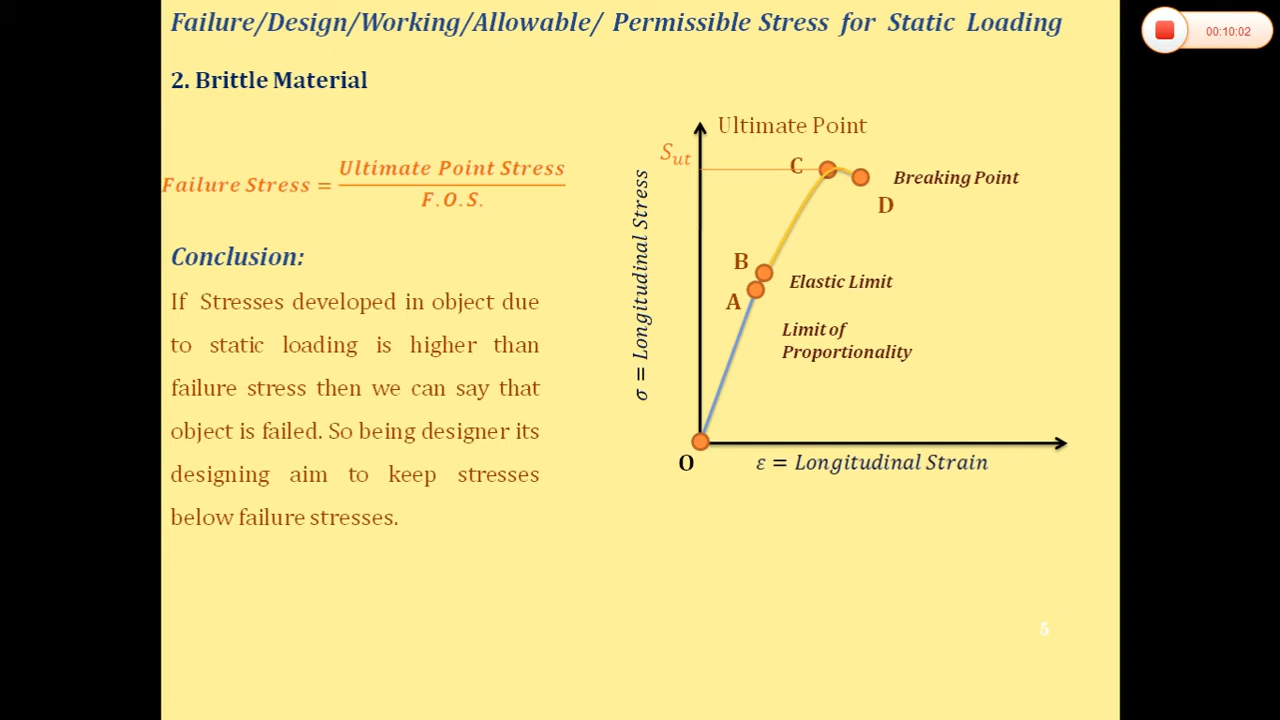 Failure/Design/Working/Allowable/ Permissible Stress for Static Loading
00:10:02
2. Brittle Material
Failure Stress = Ultimate Point Stress / F.O.S.
Conclusion:
If Stresses developed in object due
to static loading is higher than
failure stress then we can say that
object is failed. So being designer its
designing aim to keep stresses
below failure stresses.
Ultimate Point
Sut
C
Breaking Point
D
σ = Longitudinal Stress
B
Elastic Limit
A
Limit of
Proportionality
O
ε = Longitudinal Strain
5